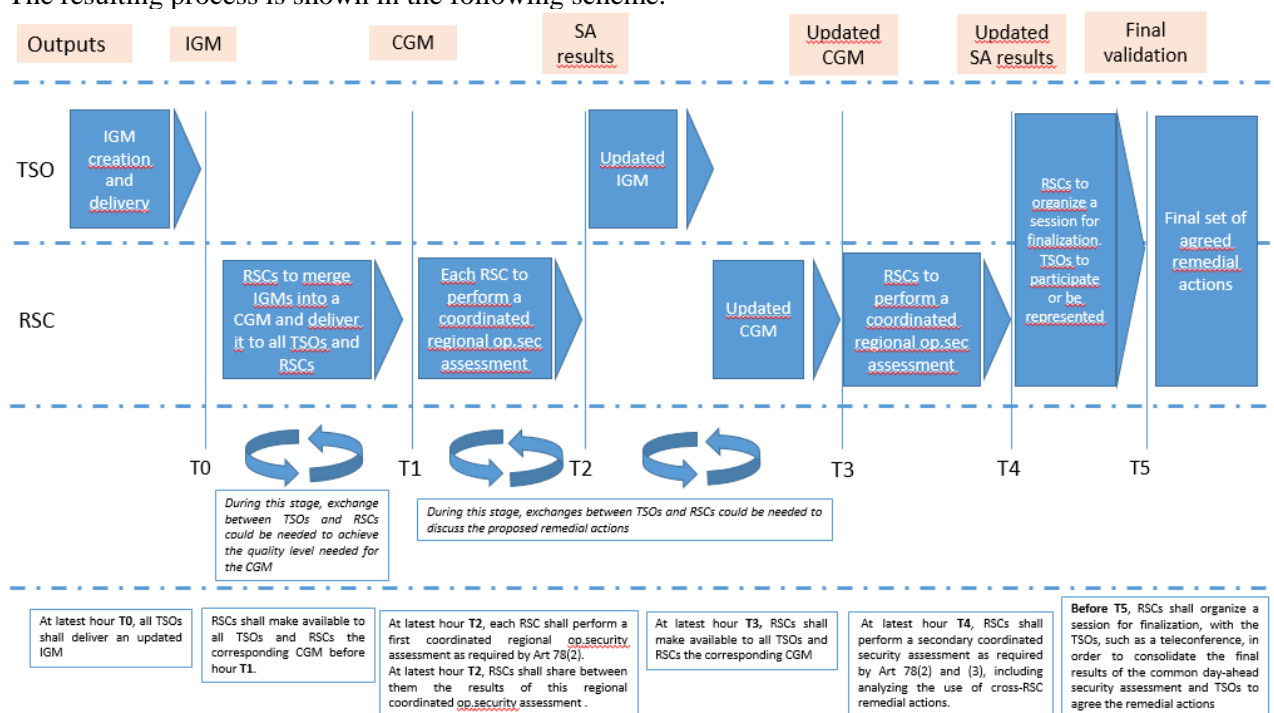 The resulting process is shown in the following scheme.
Outputs
IGM
CGM
SA
results
Updated
CGM
Updated
SA results
Final
validation
TSO
IGM
creation
and
delivery
Updated
IGM
RSCs to
organize a
session for
finalization.
TSOs to
participate
or be
represented
Final set of
agreed
remedial
actions
RSC
RSCs to merge
IGMs into a
CGM and deliver
it to all TSOs and
RSCs
Each RSC to
perform a
coordinated
regional op.sec
assessment
Updated
CGM
RSCs to
perform a
coordinated
regional op.sec
assessment
T0
T1
T2
T3
T4
T5
During this stage, exchange
between TSOs and RSCs
could be needed to achieve
the quality level needed for
the CGM
During this stage, exchanges between TSOs and RSCs could be needed to
discuss the proposed remedial actions
At latest hour T0, all TSOs
shall deliver an updated
IGM
RSCs shall make available to
all TSOs and RSCs the
corresponding CGM before
hour T1.
At latest hour T2, each RSC shall perform a
first coordinated regional op.security
assessment as required by Art 78(2).
At latest hour T2, RSCs shall share between
them the results of this regional
coordinated op.security assessment .
At latest hour T3, RSCs shall
make available to all TSOs and
RSCs the corresponding CGM
At latest hour T4, RSCs shall
perform a secondary coordinated
security assessment as required
by Art 78(2) and (3), including
analyzing the use of cross-RSC
remedial actions.
Before T5, RSCs shall organize a
session for finalization, with the
TSOs, such as a teleconference, in
order to consolidate the final
results of the common day-ahead
security assessment and TSOs to
agree the remedial actions